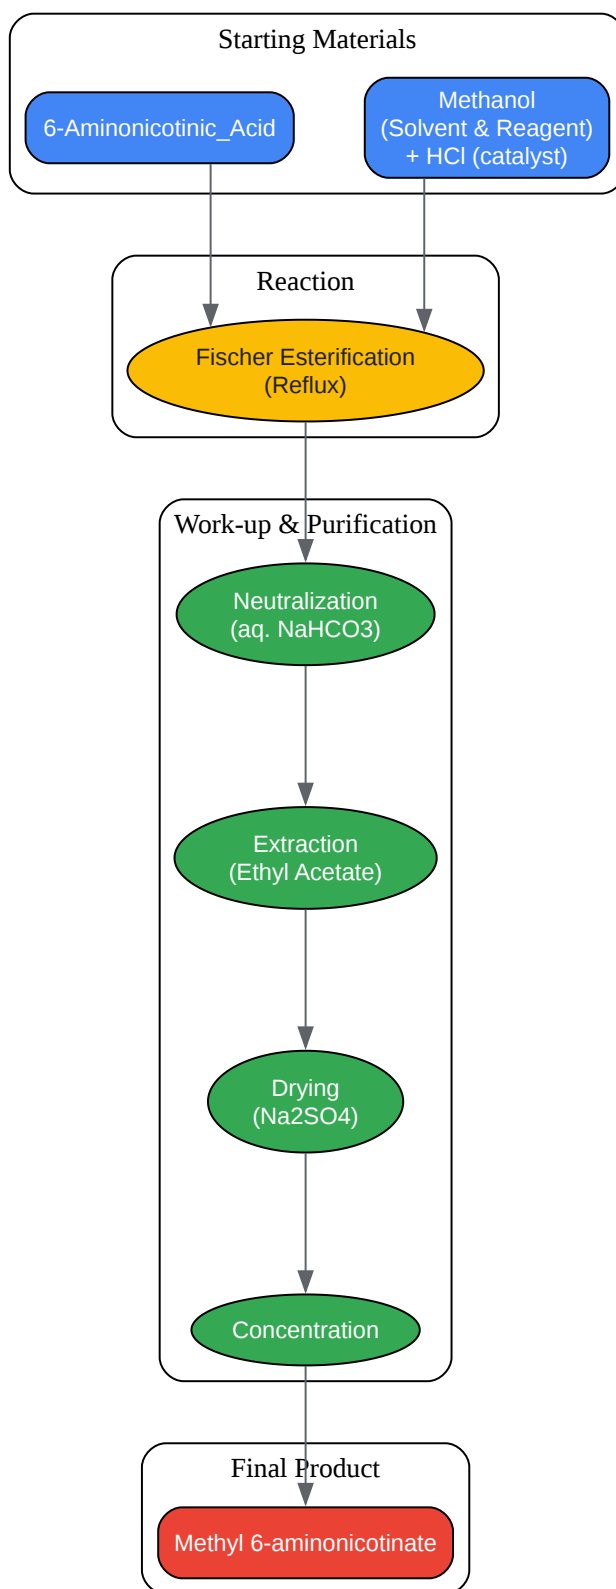 Starting Materials
6-Aminonicotinic_Acid
Methanol
(Solvent & Reagent)
+ HCl (catalyst)
Reaction
Fischer Esterification
(Reflux)
Work-up & Purification
Neutralization
(aq. NaHCO3)
Extraction
(Ethyl Acetate)
Drying
(Na2SO4)
Concentration
Final Product
Methyl 6-aminonicotinate